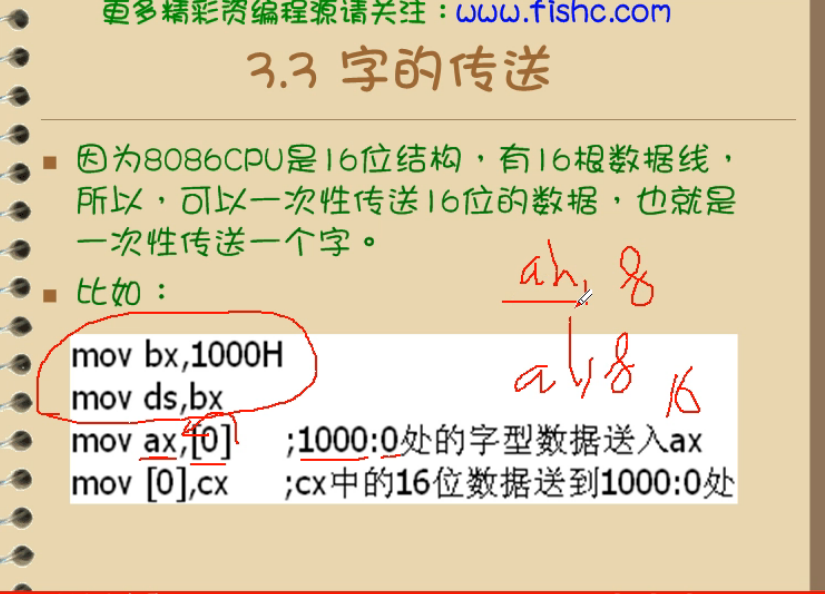 更多精彩资编程源请关注：www.fishc.com
3.3 字的传送
因为8086CPU是16位结构，有16根数据线，
所以，可以一次性传送16位的数据，也就是
一次性传送一个字。
比如：
ah, 8
al, 8 16
mov bx,1000H
mov ds,bx
mov ax,[0] ;1000:0处的字型数据送入ax
mov [0],cx ;cx中的16位数据送到1000:0处